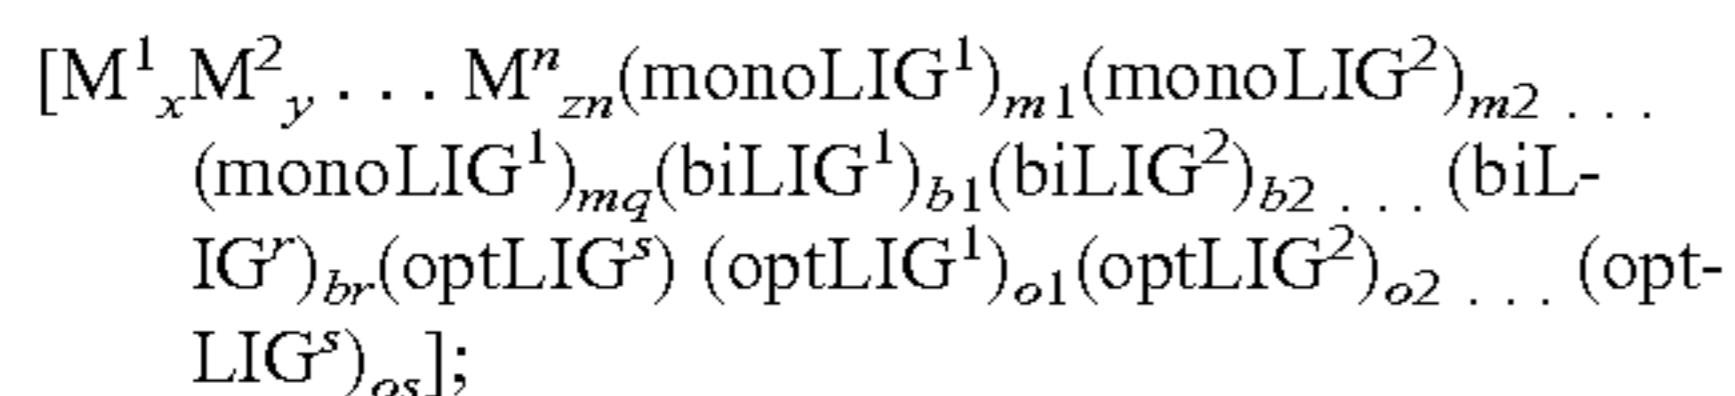 [M¹ₓM²ᵧ . . . Mⁿ_zn(monoLIG¹)_m1(monoLIG²)_m2 . . .
(monoLIG¹)_mq(biLIG¹)_b1(biLIG²)_b2 . . . (biL-
IGʳ)_br(optLIGˢ) (optLIG¹)_o1(optLIG²)_o2 . . . (opt-
LIGˢ)_os];